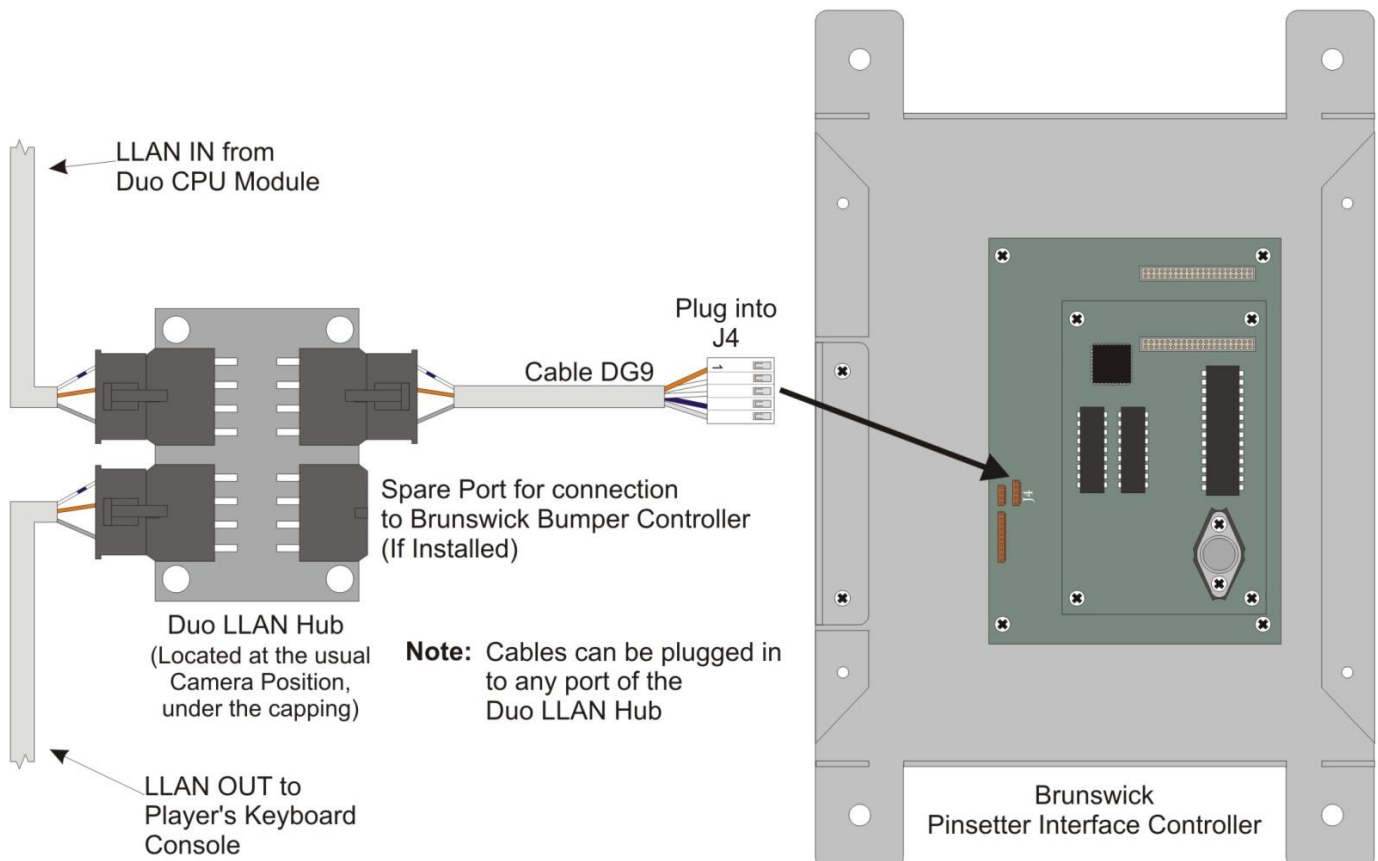 LLAN IN from
Duo CPU Module
Plug into
J4
Cable DG9
1
J4
Spare Port for connection
to Brunswick Bumper Controller
(If Installed)
Duo LLAN Hub
(Located at the usual
Camera Position,
under the capping)
Note: Cables can be plugged in
to any port of the
Duo LLAN Hub
LLAN OUT to
Player's Keyboard
Console
Brunswick
Pinsetter Interface Controller